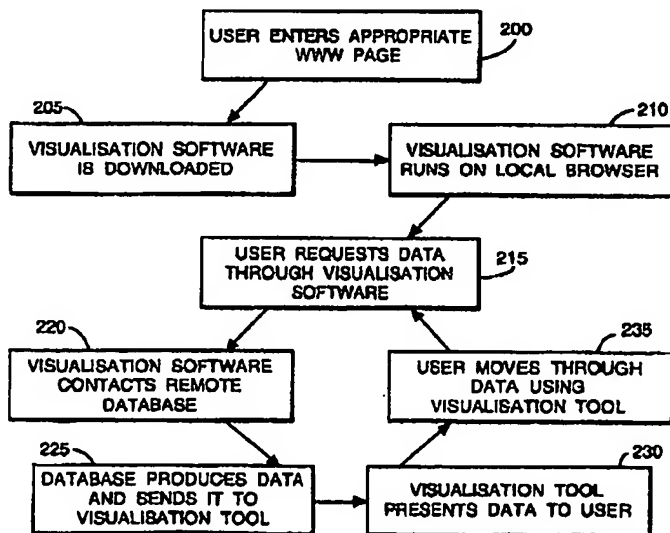 USER ENTERS APPROPRIATE
WWW PAGE
200
205
VISUALISATION SOFTWARE
IS DOWNLOADED
210
VISUALISATION SOFTWARE
RUNS ON LOCAL BROWSER
USER REQUESTS DATA
THROUGH VISUALISATION
SOFTWARE
215
220
VISUALISATION SOFTWARE
CONTACTS REMOTE
DATABASE
235
USER MOVES THROUGH
DATA USING
VISUALISATION TOOL
225
DATABASE PRODUCES DATA
AND SENDS IT TO
VISUALISATION TOOL
230
VISUALISATION TOOL
PRESENTS DATA TO USER